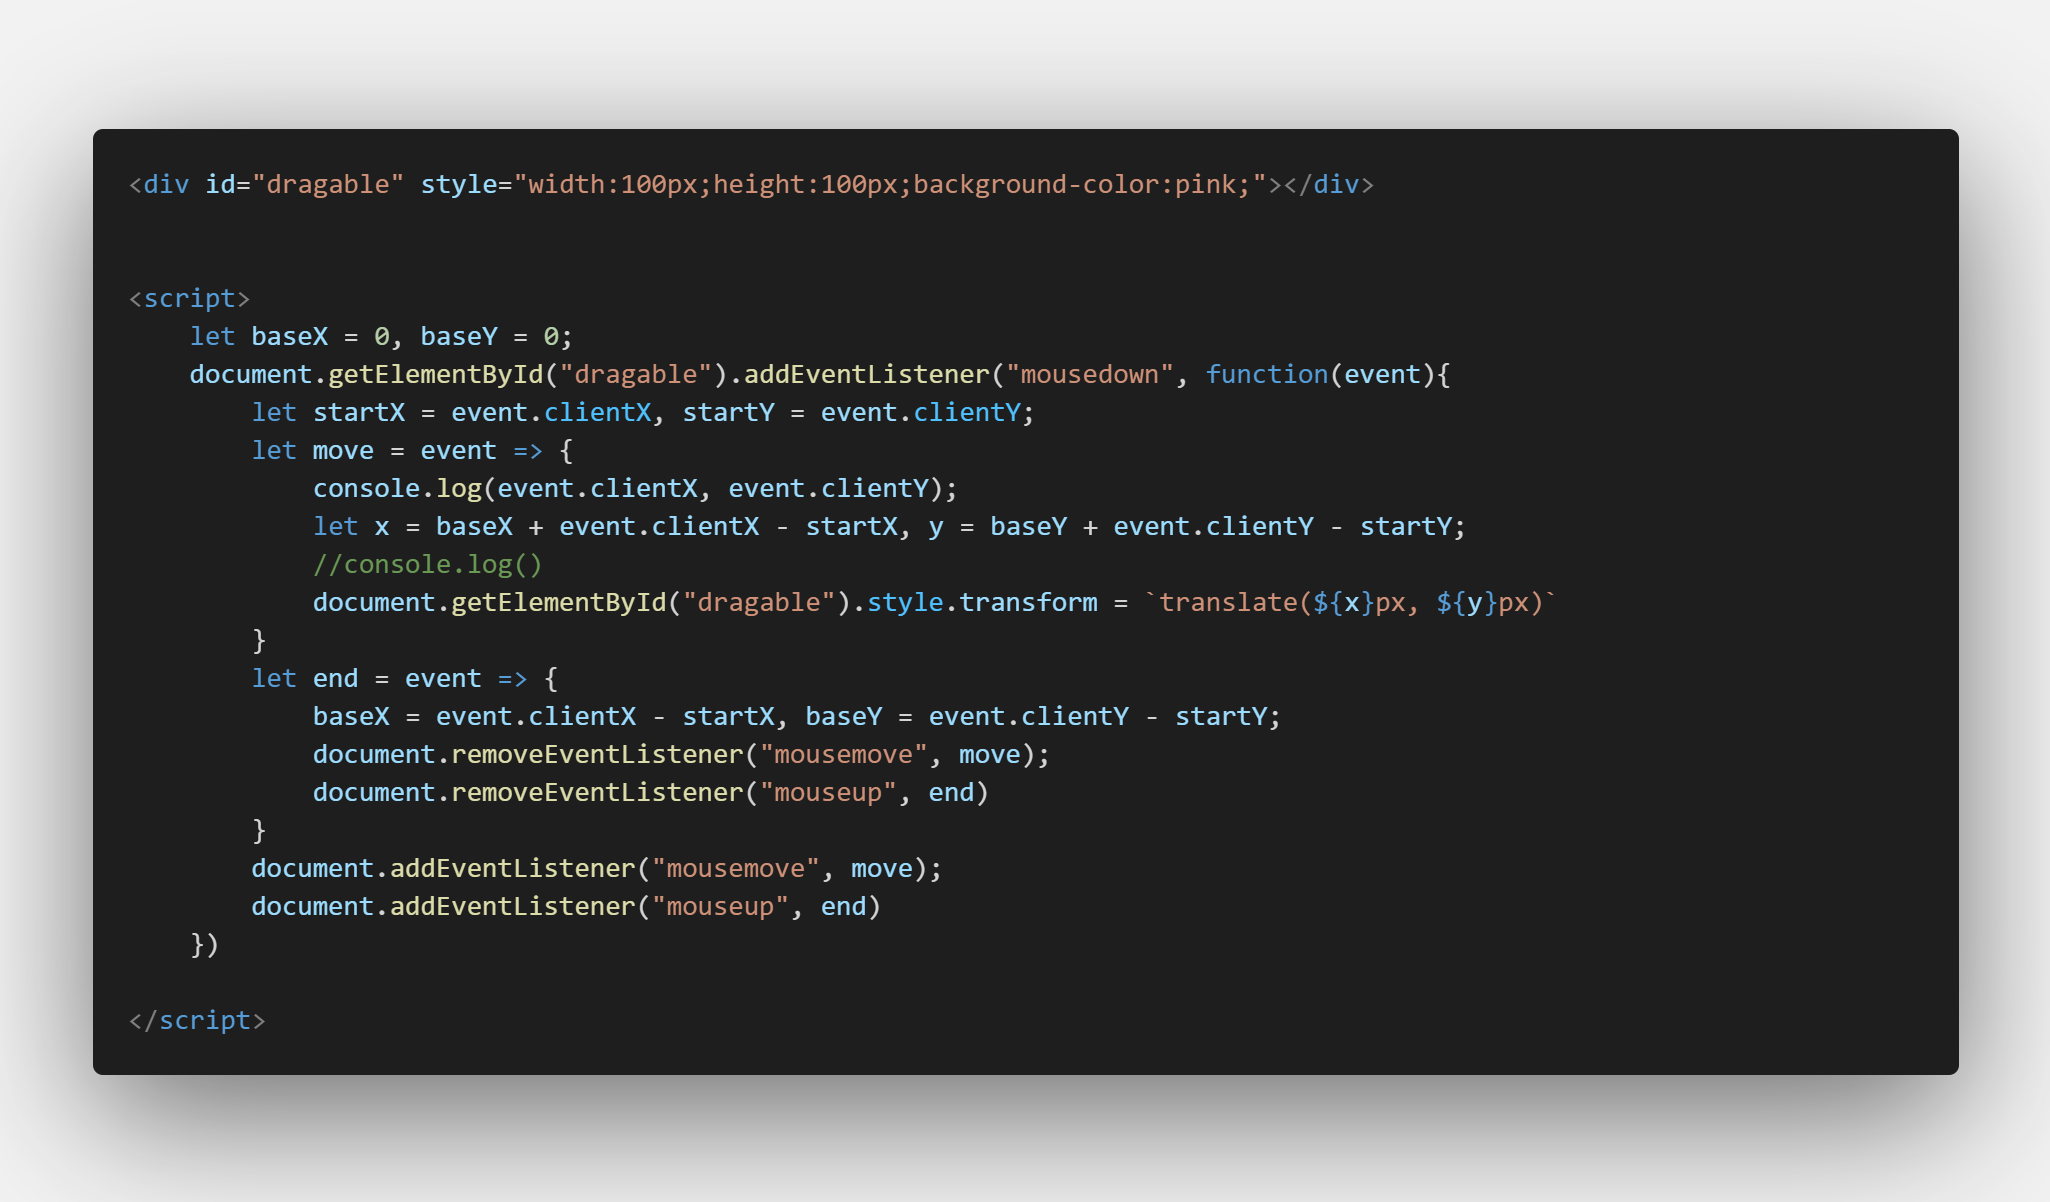 <div id="dragable" style="width:100px;height:100px;background-color:pink;"></div>
<script>
    let baseX = 0, baseY = 0;
    document.getElementById("dragable").addEventListener("mousedown", function(event){
        let startX = event.clientX, startY = event.clientY;
        let move = event => {
            console.log(event.clientX, event.clientY);
            let x = baseX + event.clientX - startX, y = baseY + event.clientY - startY;
            //console.log()
            document.getElementById("dragable").style.transform = `translate(${x}px, ${y}px)`
        }
        let end = event => {
            baseX = event.clientX - startX, baseY = event.clientY - startY;
            document.removeEventListener("mousemove", move);
            document.removeEventListener("mouseup", end)
        }
        document.addEventListener("mousemove", move);
        document.addEventListener("mouseup", end)
    })
</script>